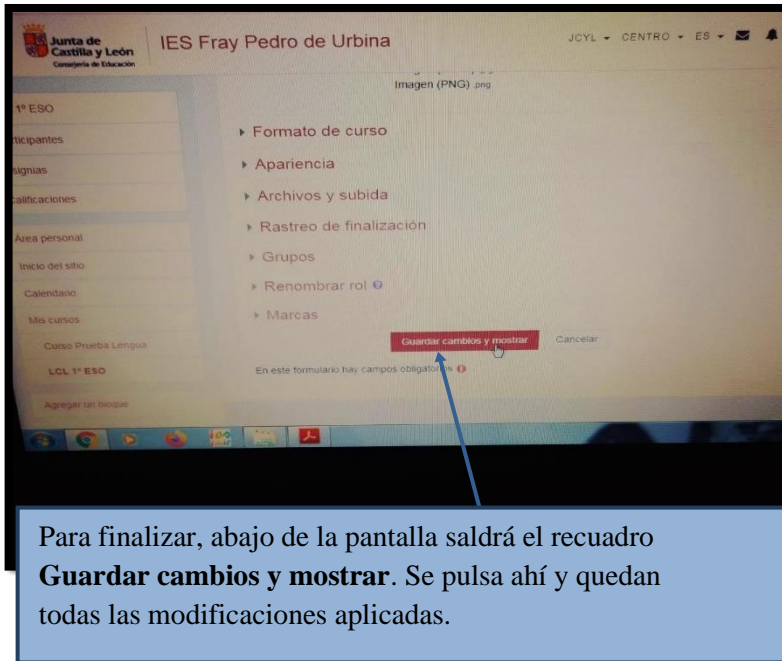 Junta de
Castilla y León
Consejería de Educación
IES Fray Pedro de Urbina
JCYL CENTRO ES
Imagen (PNG) .png
1º ESO
ticipantes
signias
alificaciones
Área personal
Inicio del sitio
Calendario
Mis cursos
Curso Prueba Lengua
LCL 1º ESO
Agregar un bloque
Formato de curso
Apariencia
Archivos y subida
Rastreo de finalización
Grupos
Renombrar rol
Marcas
Guardar cambios y mostrar Cancelar
En este formulario hay campos obligatorios
Para finalizar, abajo de la pantalla saldrá el recuadro
Guardar cambios y mostrar. Se pulsa ahí y quedan
todas las modificaciones aplicadas.